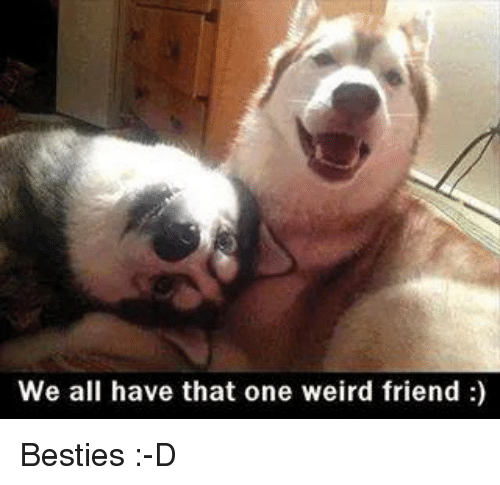 We all have that one weird friend :)
Besties :-D